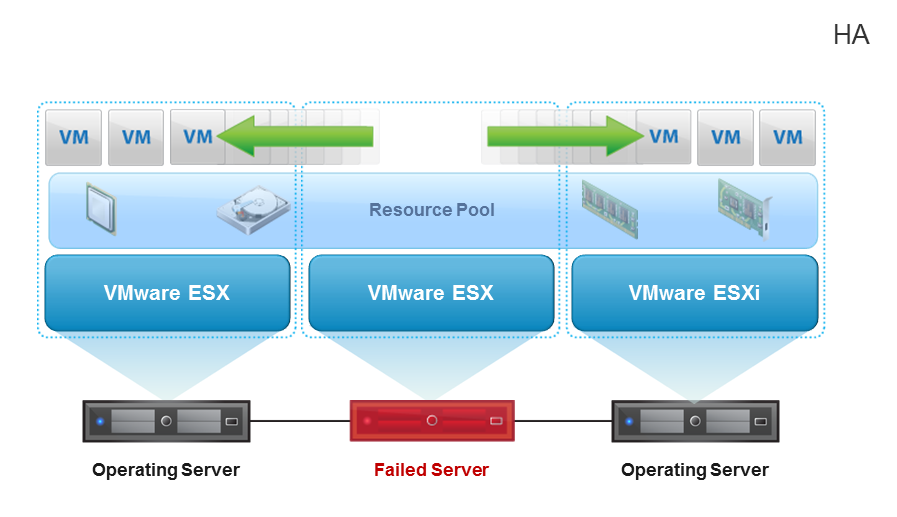 HA
VM VM VM VM VM VM
Resource Pool
VMware ESX VMware ESX VMware ESXi
Operating Server Failed Server Operating Server